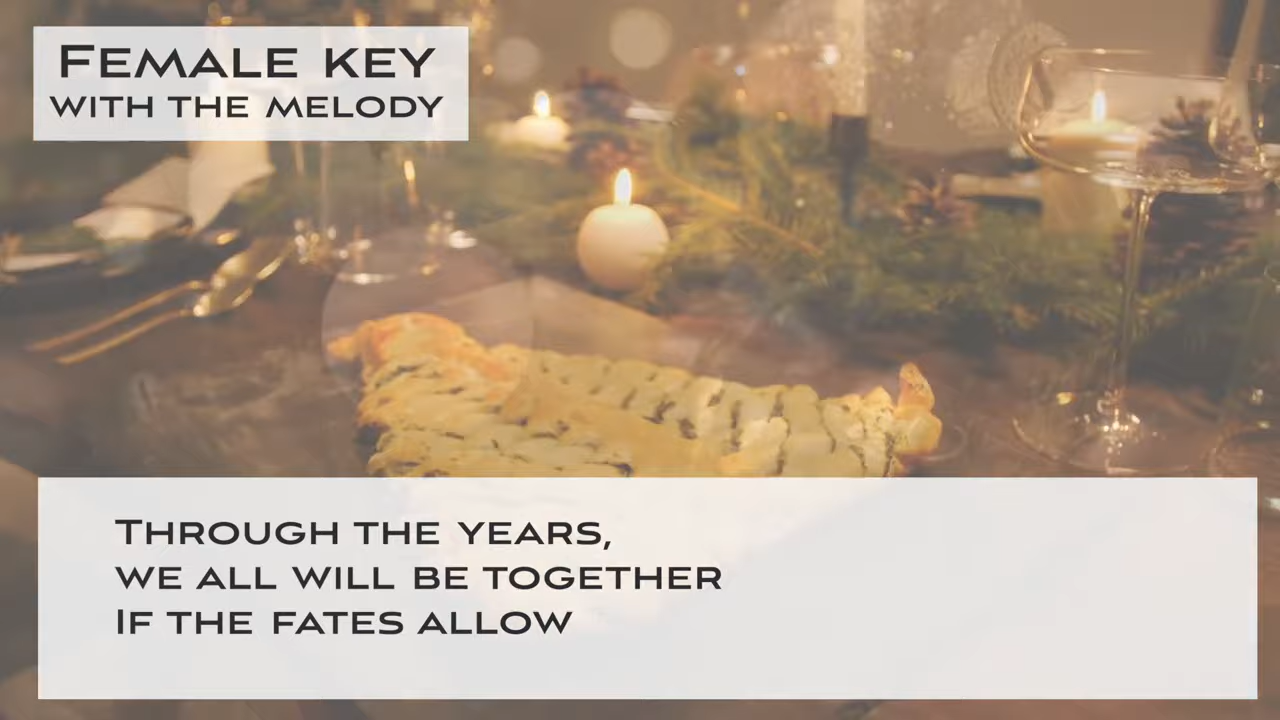 Female key
with the melody
Through the years,
we all will be together
If the fates allow